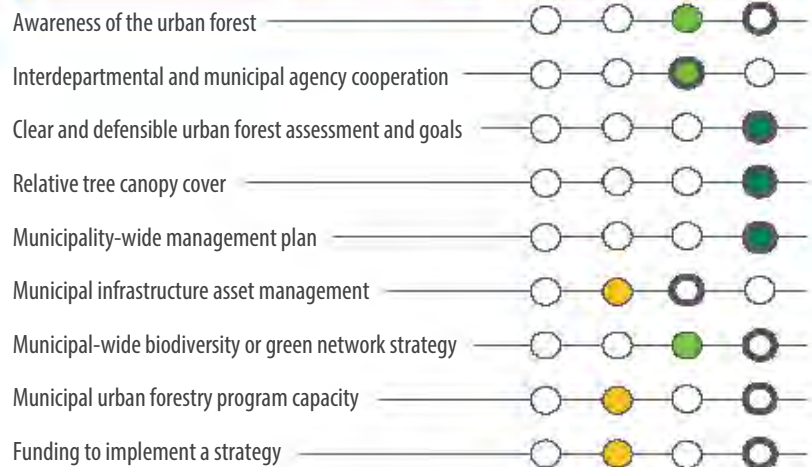 Awareness of the urban forest
Interdepartmental and municipal agency cooperation
Clear and defensible urban forest assessment and goals
Relative tree canopy cover
Municipality-wide management plan
Municipal infrastructure asset management
Municipal-wide biodiversity or green network strategy
Municipal urban forestry program capacity
Funding to implement a strategy